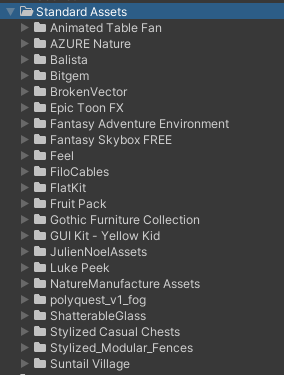 Standard Assets
Animated Table Fan
AZURE Nature
Balista
Bitgem
BrokenVector
Epic Toon FX
Fantasy Adventure Environment
Fantasy Skybox FREE
Feel
FiloCables
FlatKit
Fruit Pack
Gothic Furniture Collection
GUI Kit - Yellow Kid
JulienNoelAssets
Luke Peek
NatureManufacture Assets
polyquest_v1_fog
ShatterableGlass
Stylized Casual Chests
Stylized_Modular_Fences
Suntail Village